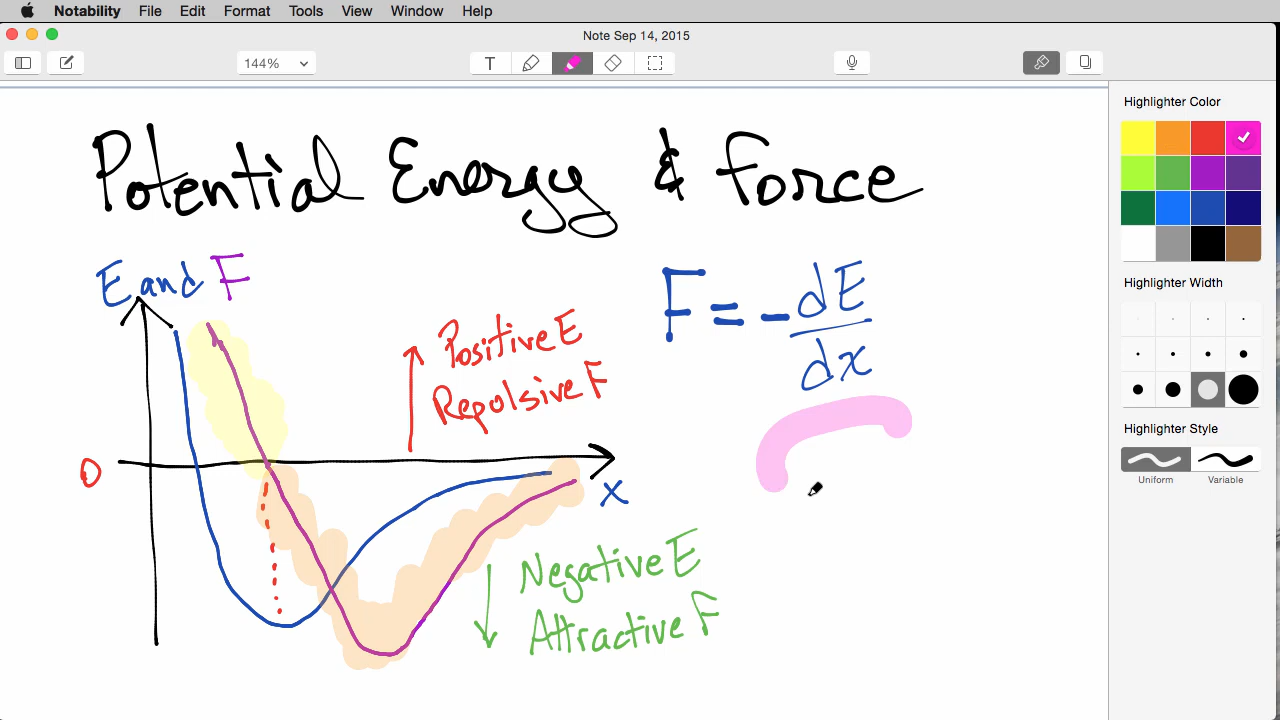 Notability File Edit Format Tools View Window Help
Note Sep 14, 2015
144%
T
Potential Energy & Force
E and F
F = - dE
dx
Positive E
Repolsive F
0
x
Negative E
Attractive F
Highlighter Color
Highlighter Width
Highlighter Style
Uniform Variable